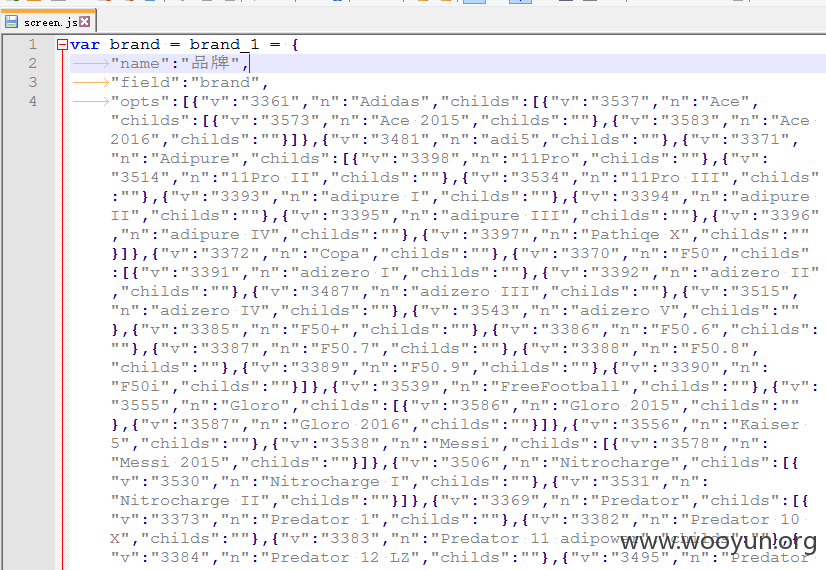 screen.js
1 var brand = brand_1 = {
2 "name":"品牌",
3 "field":"brand",
4 "opts":[{"v":"3361","n":"Adidas","childs":[{"v":"3537","n":"Ace",
"childs":[{"v":"3573","n":"Ace 2015","childs":""},{"v":"3583","n":"Ace
2016","childs":""}]},{"v":"3481","n":"adi5","childs":""},{"v":"3371",
"n":"Adipure","childs":[{"v":"3398","n":"11Pro","childs":""},{"v":
"3514","n":"11Pro II","childs":""},{"v":"3534","n":"11Pro III","childs"
:""},{"v":"3393","n":"adipure I","childs":""},{"v":"3394","n":"adipure
II","childs":""},{"v":"3395","n":"adipure III","childs":""},{"v":"3396"
,"n":"adipure IV","childs":""},{"v":"3397","n":"Pathiqe X","childs":""
}]},{"v":"3372","n":"Copa","childs":""},{"v":"3370","n":"F50","childs"
:[{"v":"3391","n":"adizero I","childs":""},{"v":"3392","n":"adizero II"
,"childs":""},{"v":"3487","n":"adizero III","childs":""},{"v":"3515",
"n":"adizero IV","childs":""},{"v":"3543","n":"adizero V","childs":""
},{"v":"3385","n":"F50+","childs":""},{"v":"3386","n":"F50.6","childs":
""},{"v":"3387","n":"F50.7","childs":""},{"v":"3388","n":"F50.8",
"childs":""},{"v":"3389","n":"F50.9","childs":""},{"v":"3390","n":
"F50i","childs":""}]},{"v":"3539","n":"FreeFootball","childs":""},{"v":
"3555","n":"Gloro","childs":[{"v":"3586","n":"Gloro 2015","childs":""
},{"v":"3587","n":"Gloro 2016","childs":""}]},{"v":"3556","n":"Kaiser
5","childs":""},{"v":"3538","n":"Messi","childs":[{"v":"3578","n":
"Messi 2015","childs":""}]},{"v":"3506","n":"Nitrocharge","childs":[{
"v":"3530","n":"Nitrocharge I","childs":""},{"v":"3531","n":
"Nitrocharge II","childs":""}]},{"v":"3369","n":"Predator","childs":[{
"v":"3373","n":"Predator 1","childs":""},{"v":"3382","n":"Predator 10
X","childs":""},{"v":"3383","n":"Predator 11 adipower","childs":""},{
"v":"3384","n":"Predator 12 LZ","childs":""},{"v":"3495","n":"Predator
www.wooyun.org